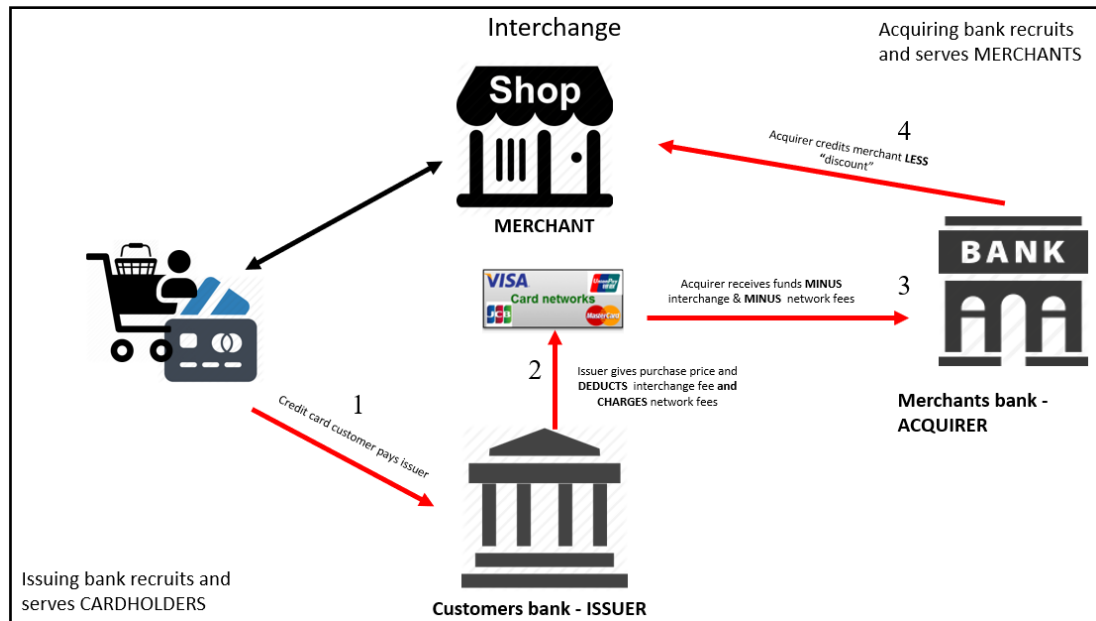 Interchange
Acquiring bank recruits
and serves MERCHANTS
Shop
MERCHANT
4
Acquirer credits merchant LESS
“discount”
BANK
VISA
UnionPay
Card networks
JCB
MasterCard
Acquirer receives funds MINUS
interchange & MINUS network fees
3
2
Issuer gives purchase price and
DEDUCTS interchange fee and
CHARGES network fees
Merchants bank -
ACQUIRER
1
Credit card customer pays issuer
Issuing bank recruits and
serves CARDHOLDERS
Customers bank - ISSUER